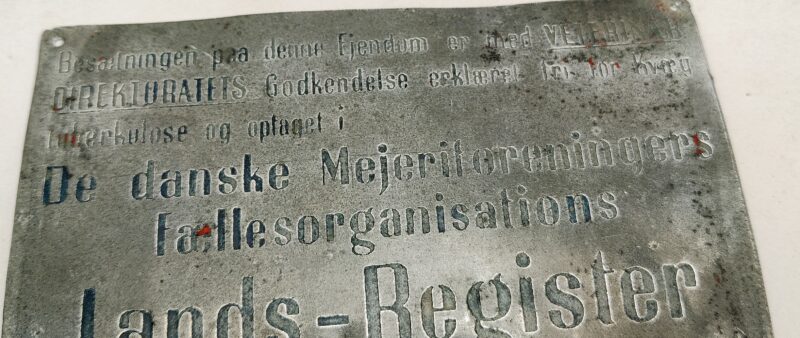 Besætningen paa denne Ejendom er med VETERINÆR
DIREKTORATETS Godkendelse erklæret fri for Kvæg
tuberkulose og optaget i
De danske Mejeriforeningers
Fællesorganisations
Lands-Register